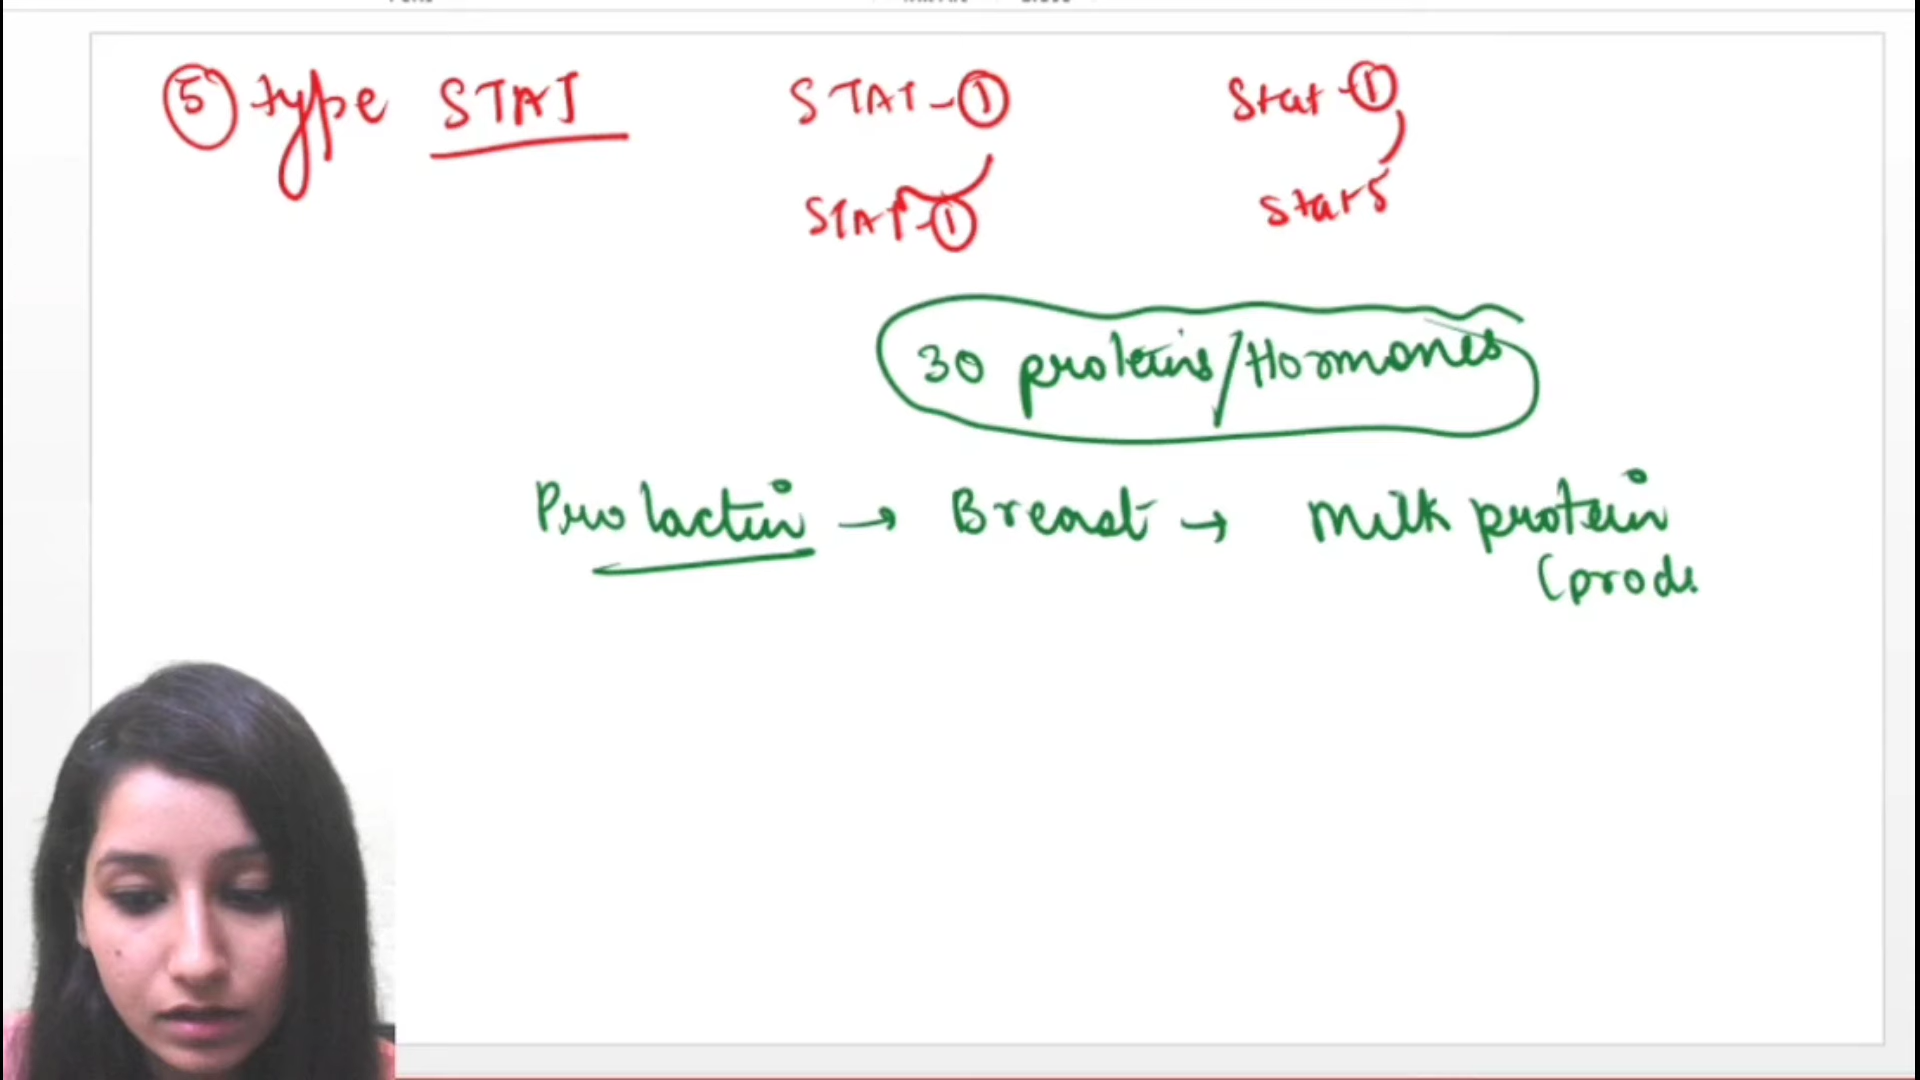 ⑤ type STAT STAT-① Stat-①
STAT-① Stat5
30 proteins/Hormones
Prolactin → Breast → Milk protein
(prod.